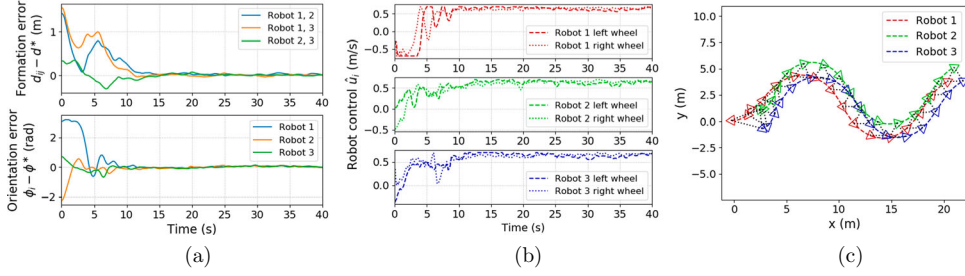 Formation error
d_ij − d* (m)
1
0
Robot 1, 2
Robot 1, 3
Robot 2, 3
0 5 10 15 20 25 30 35 40
Orientation error
ϕ_i − ϕ* (rad)
2
0
−2
Robot 1
Robot 2
Robot 3
0 5 10 15 20 25 30 35 40
Time (s)
(a)
Robot control û_i (m/s)
0.5
0.0
−0.5
Robot 1 left wheel
Robot 1 right wheel
0 5 10 15 20 25 30 35 40
0.5
0.0
−0.5
Robot 2 left wheel
Robot 2 right wheel
0 5 10 15 20 25 30 35 40
0.5
0.0
Robot 3 left wheel
Robot 3 right wheel
0 5 10 15 20 25 30 35 40
Time (s)
(b)
y (m)
5.0
2.5
0.0
−2.5
−5.0
Robot 1
Robot 2
Robot 3
0 5 10 15 20
x (m)
(c)